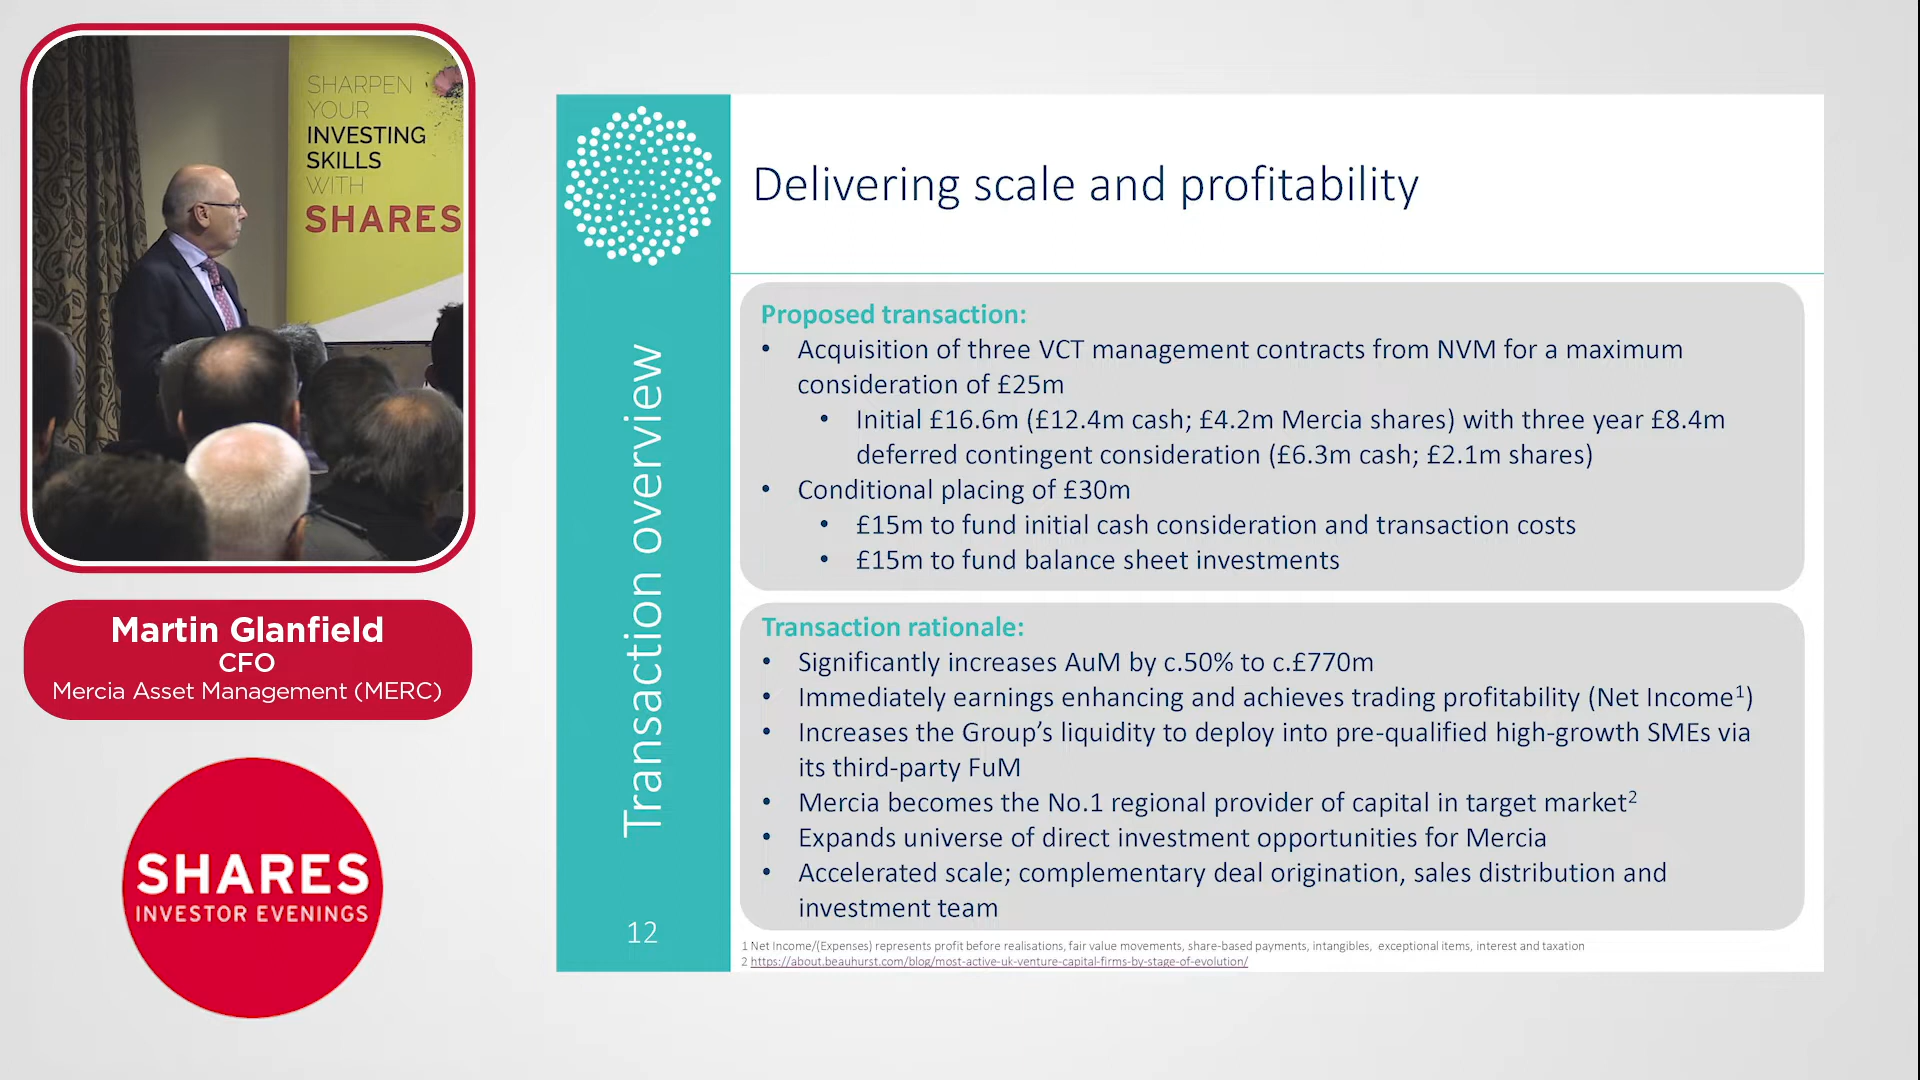 SHARPEN
YOUR
INVESTING
SKILLS
WITH
SHARES
Martin Glanfield
CFO
Mercia Asset Management (MERC)
SHARES
INVESTOR EVENINGS
Transaction overview
12
Delivering scale and profitability
Proposed transaction:
• Acquisition of three VCT management contracts from NVM for a maximum
consideration of £25m
• Initial £16.6m (£12.4m cash; £4.2m Mercia shares) with three year £8.4m
deferred contingent consideration (£6.3m cash; £2.1m shares)
• Conditional placing of £30m
• £15m to fund initial cash consideration and transaction costs
• £15m to fund balance sheet investments
Transaction rationale:
• Significantly increases AuM by c.50% to c.£770m
• Immediately earnings enhancing and achieves trading profitability (Net Income¹)
• Increases the Group’s liquidity to deploy into pre-qualified high-growth SMEs via
its third-party FuM
• Mercia becomes the No.1 regional provider of capital in target market²
• Expands universe of direct investment opportunities for Mercia
• Accelerated scale; complementary deal origination, sales distribution and
investment team
1 Net Income/(Expenses) represents profit before realisations, fair value movements, share-based payments, intangibles, exceptional items, interest and taxation
2 https://about.beauhurst.com/blog/most-active-uk-venture-capital-firms-by-stage-of-evolution/